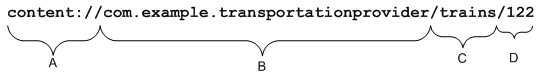 content://com.example.transportationprovider/trains/122
A B C D